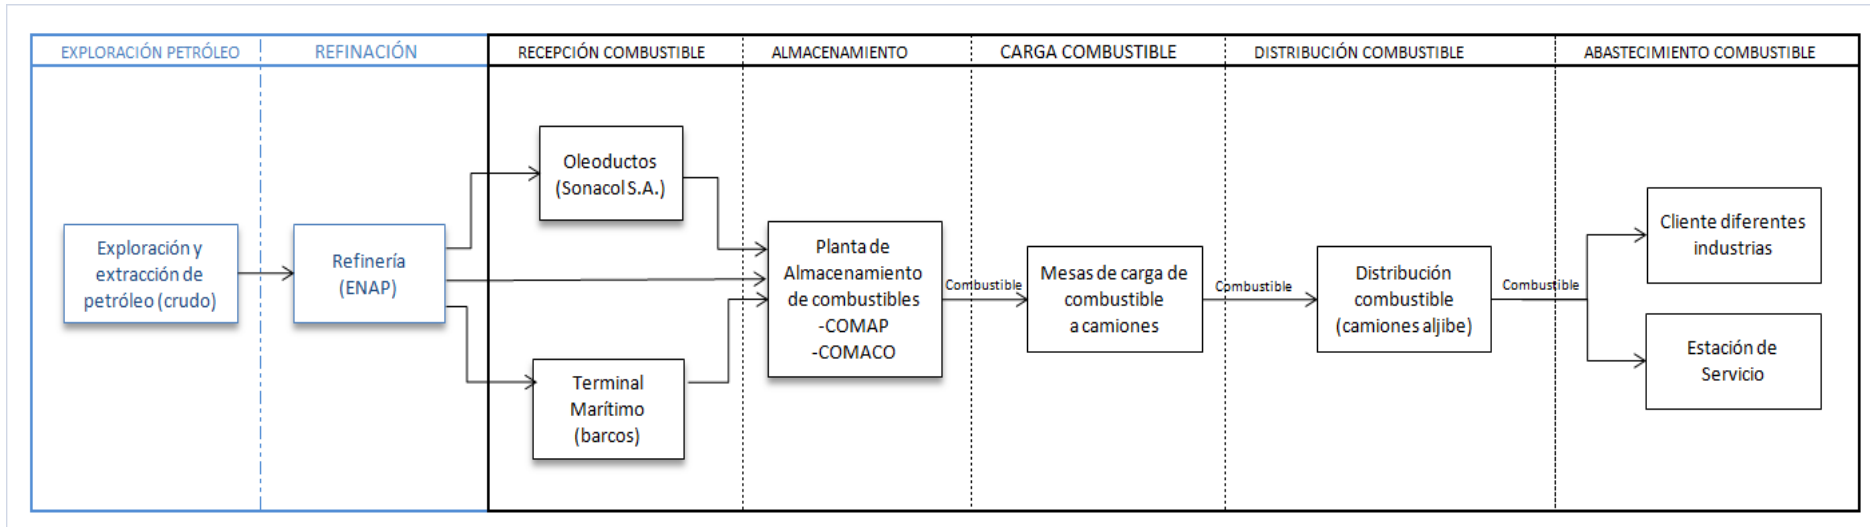 EXPLORACIÓN PETRÓLEO
REFINACIÓN
RECEPCIÓN COMBUSTIBLE
ALMACENAMIENTO
CARGA COMBUSTIBLE
DISTRIBUCIÓN COMBUSTIBLE
ABASTECIMIENTO COMBUSTIBLE
Exploración y
extracción de
petróleo (crudo)
Refinería
(ENAP)
Oleoductos
(Sonacol S.A.)
Terminal
Marítimo
(barcos)
Planta de
Almacenamiento
de combustibles
-COMAP
-COMACO
Combustible
Mesas de carga de
combustible
a camiones
Combustible
Distribución
combustible
(camiones aljibe)
Combustible
Cliente diferentes
industrias
Estación de
Servicio